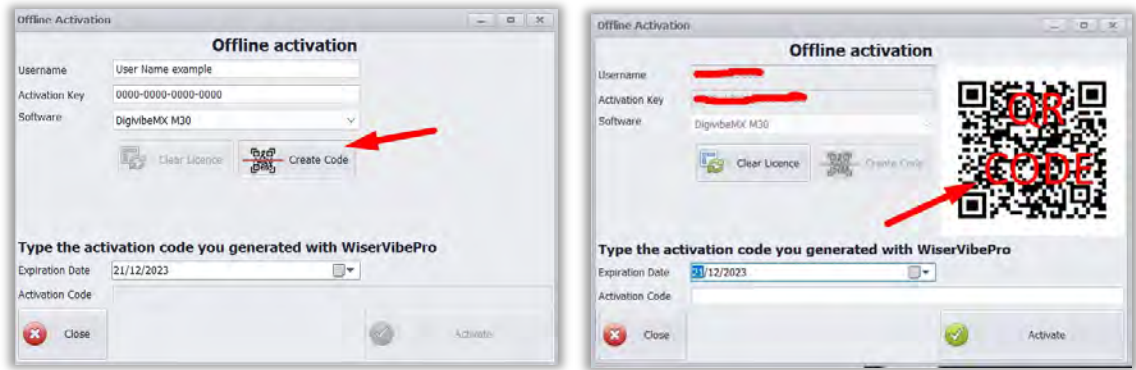 Offline Activation
Offline activation
Username User Name example
Activation Key 0000-0000-0000-0000
Software DigivibeMX M30
Clear Licence Create Code
Type the activation code you generated with WiserVibePro
Expiration Date 21/12/2023
Activation Code
Close Activate
Offline Activation
Offline activation
Username
Activation Key
Software DigivibeMX M30
Clear Licence Create Code
QR
CODE
Type the activation code you generated with WiserVibePro
Expiration Date 21/12/2023
Activation Code
Close Activate